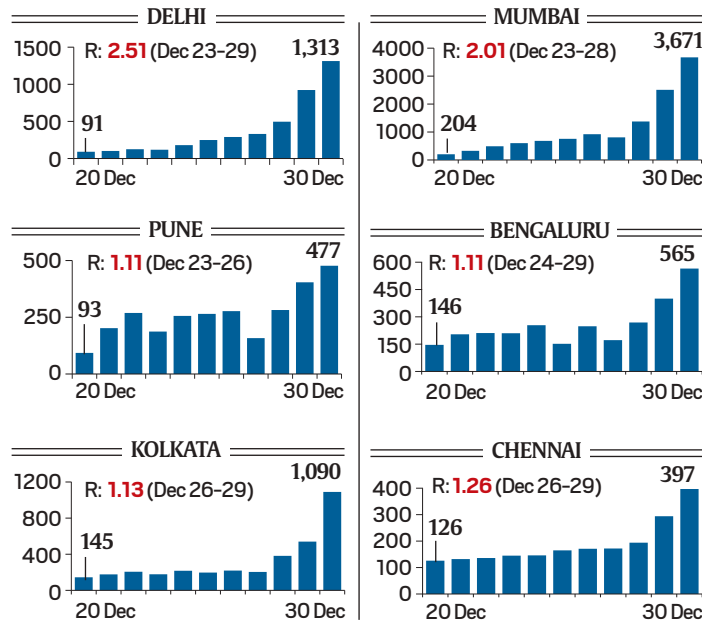 DELHI
R: 2.51 (Dec 23–29)
1,313
1500
1000
500
0
91
20 Dec
30 Dec
MUMBAI
R: 2.01 (Dec 23–28)
3,671
4000
3000
2000
1000
0
204
20 Dec
30 Dec
PUNE
R: 1.11 (Dec 23–26)
477
500
250
0
93
20 Dec
30 Dec
BENGALURU
R: 1.11 (Dec 24–29)
565
600
450
300
150
0
146
20 Dec
30 Dec
KOLKATA
R: 1.13 (Dec 26–29)
1,090
1200
800
400
0
145
20 Dec
30 Dec
CHENNAI
R: 1.26 (Dec 26–29)
397
400
300
200
100
0
126
20 Dec
30 Dec